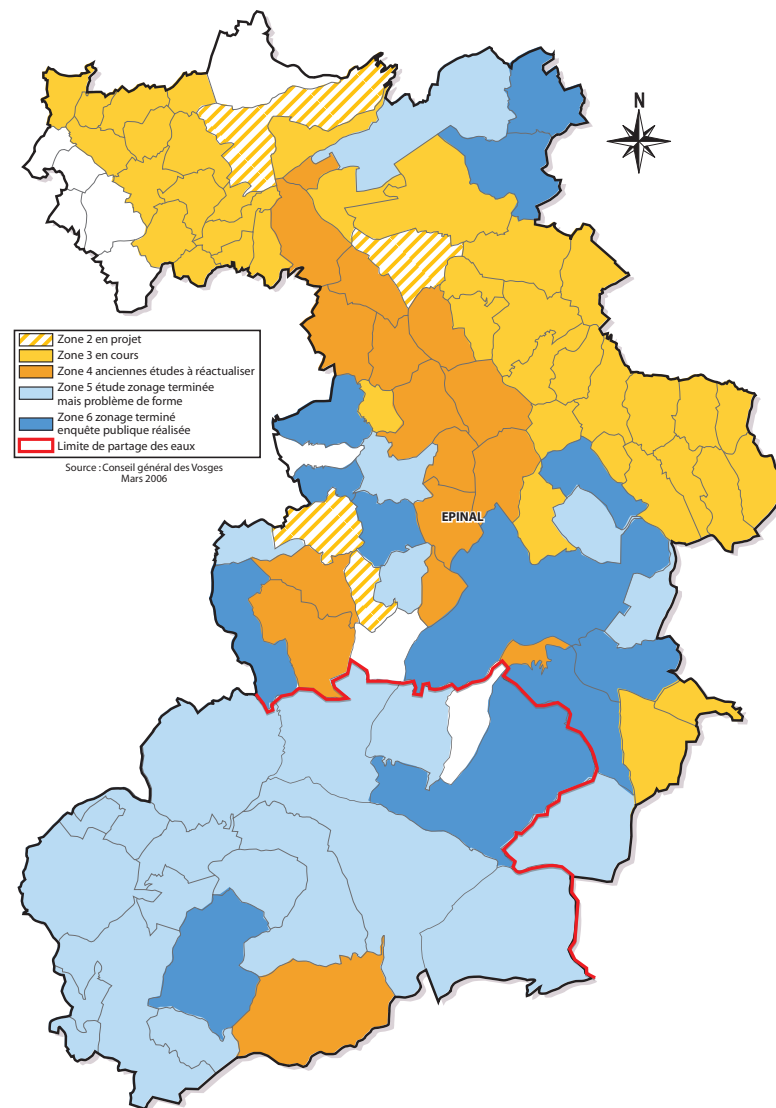 N
Zone 2 en projet
Zone 3 en cours
Zone 4 anciennes études à réactualiser
Zone 5 étude zonage terminée
mais problème de forme
Zone 6 zonage terminé
enquête publique réalisée
Limite de partage des eaux
Source : Conseil général des Vosges
Mars 2006
EPINAL